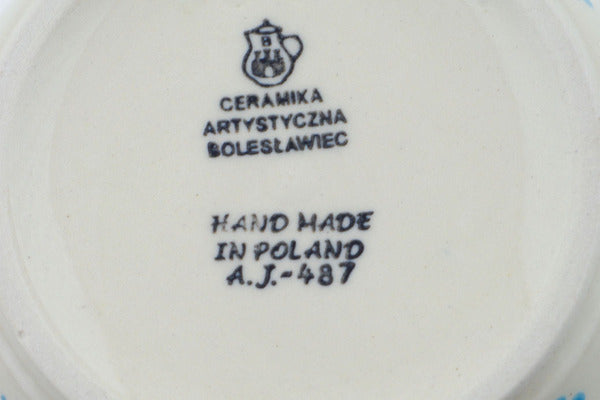 B
CERAMIKA
ARTYSTYCZNA
BOLESŁAWIEC
HAND MADE
IN POLAND
A.J.-487